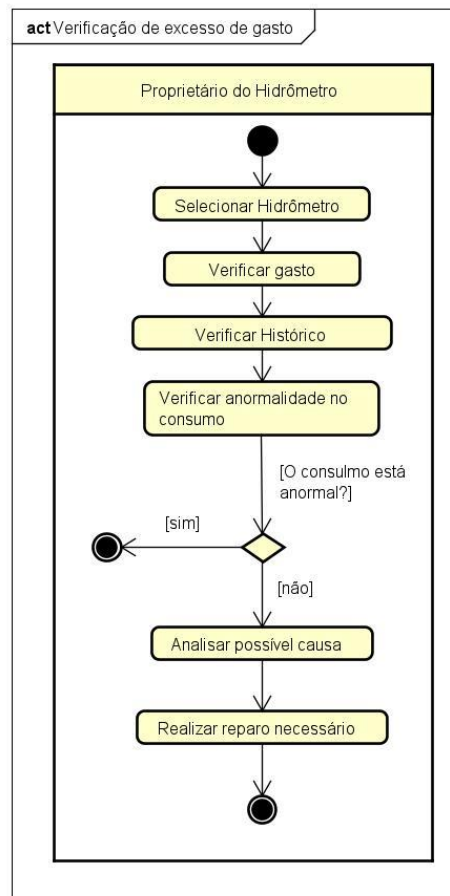 act Verificação de excesso de gasto
Proprietário do Hidrômetro
Selecionar Hidrômetro
Verificar gasto
Verificar Histórico
Verificar anormalidade no
consumo
[O consulmo está
anormal?]
[sim]
[não]
Analisar possível causa
Realizar reparo necessário